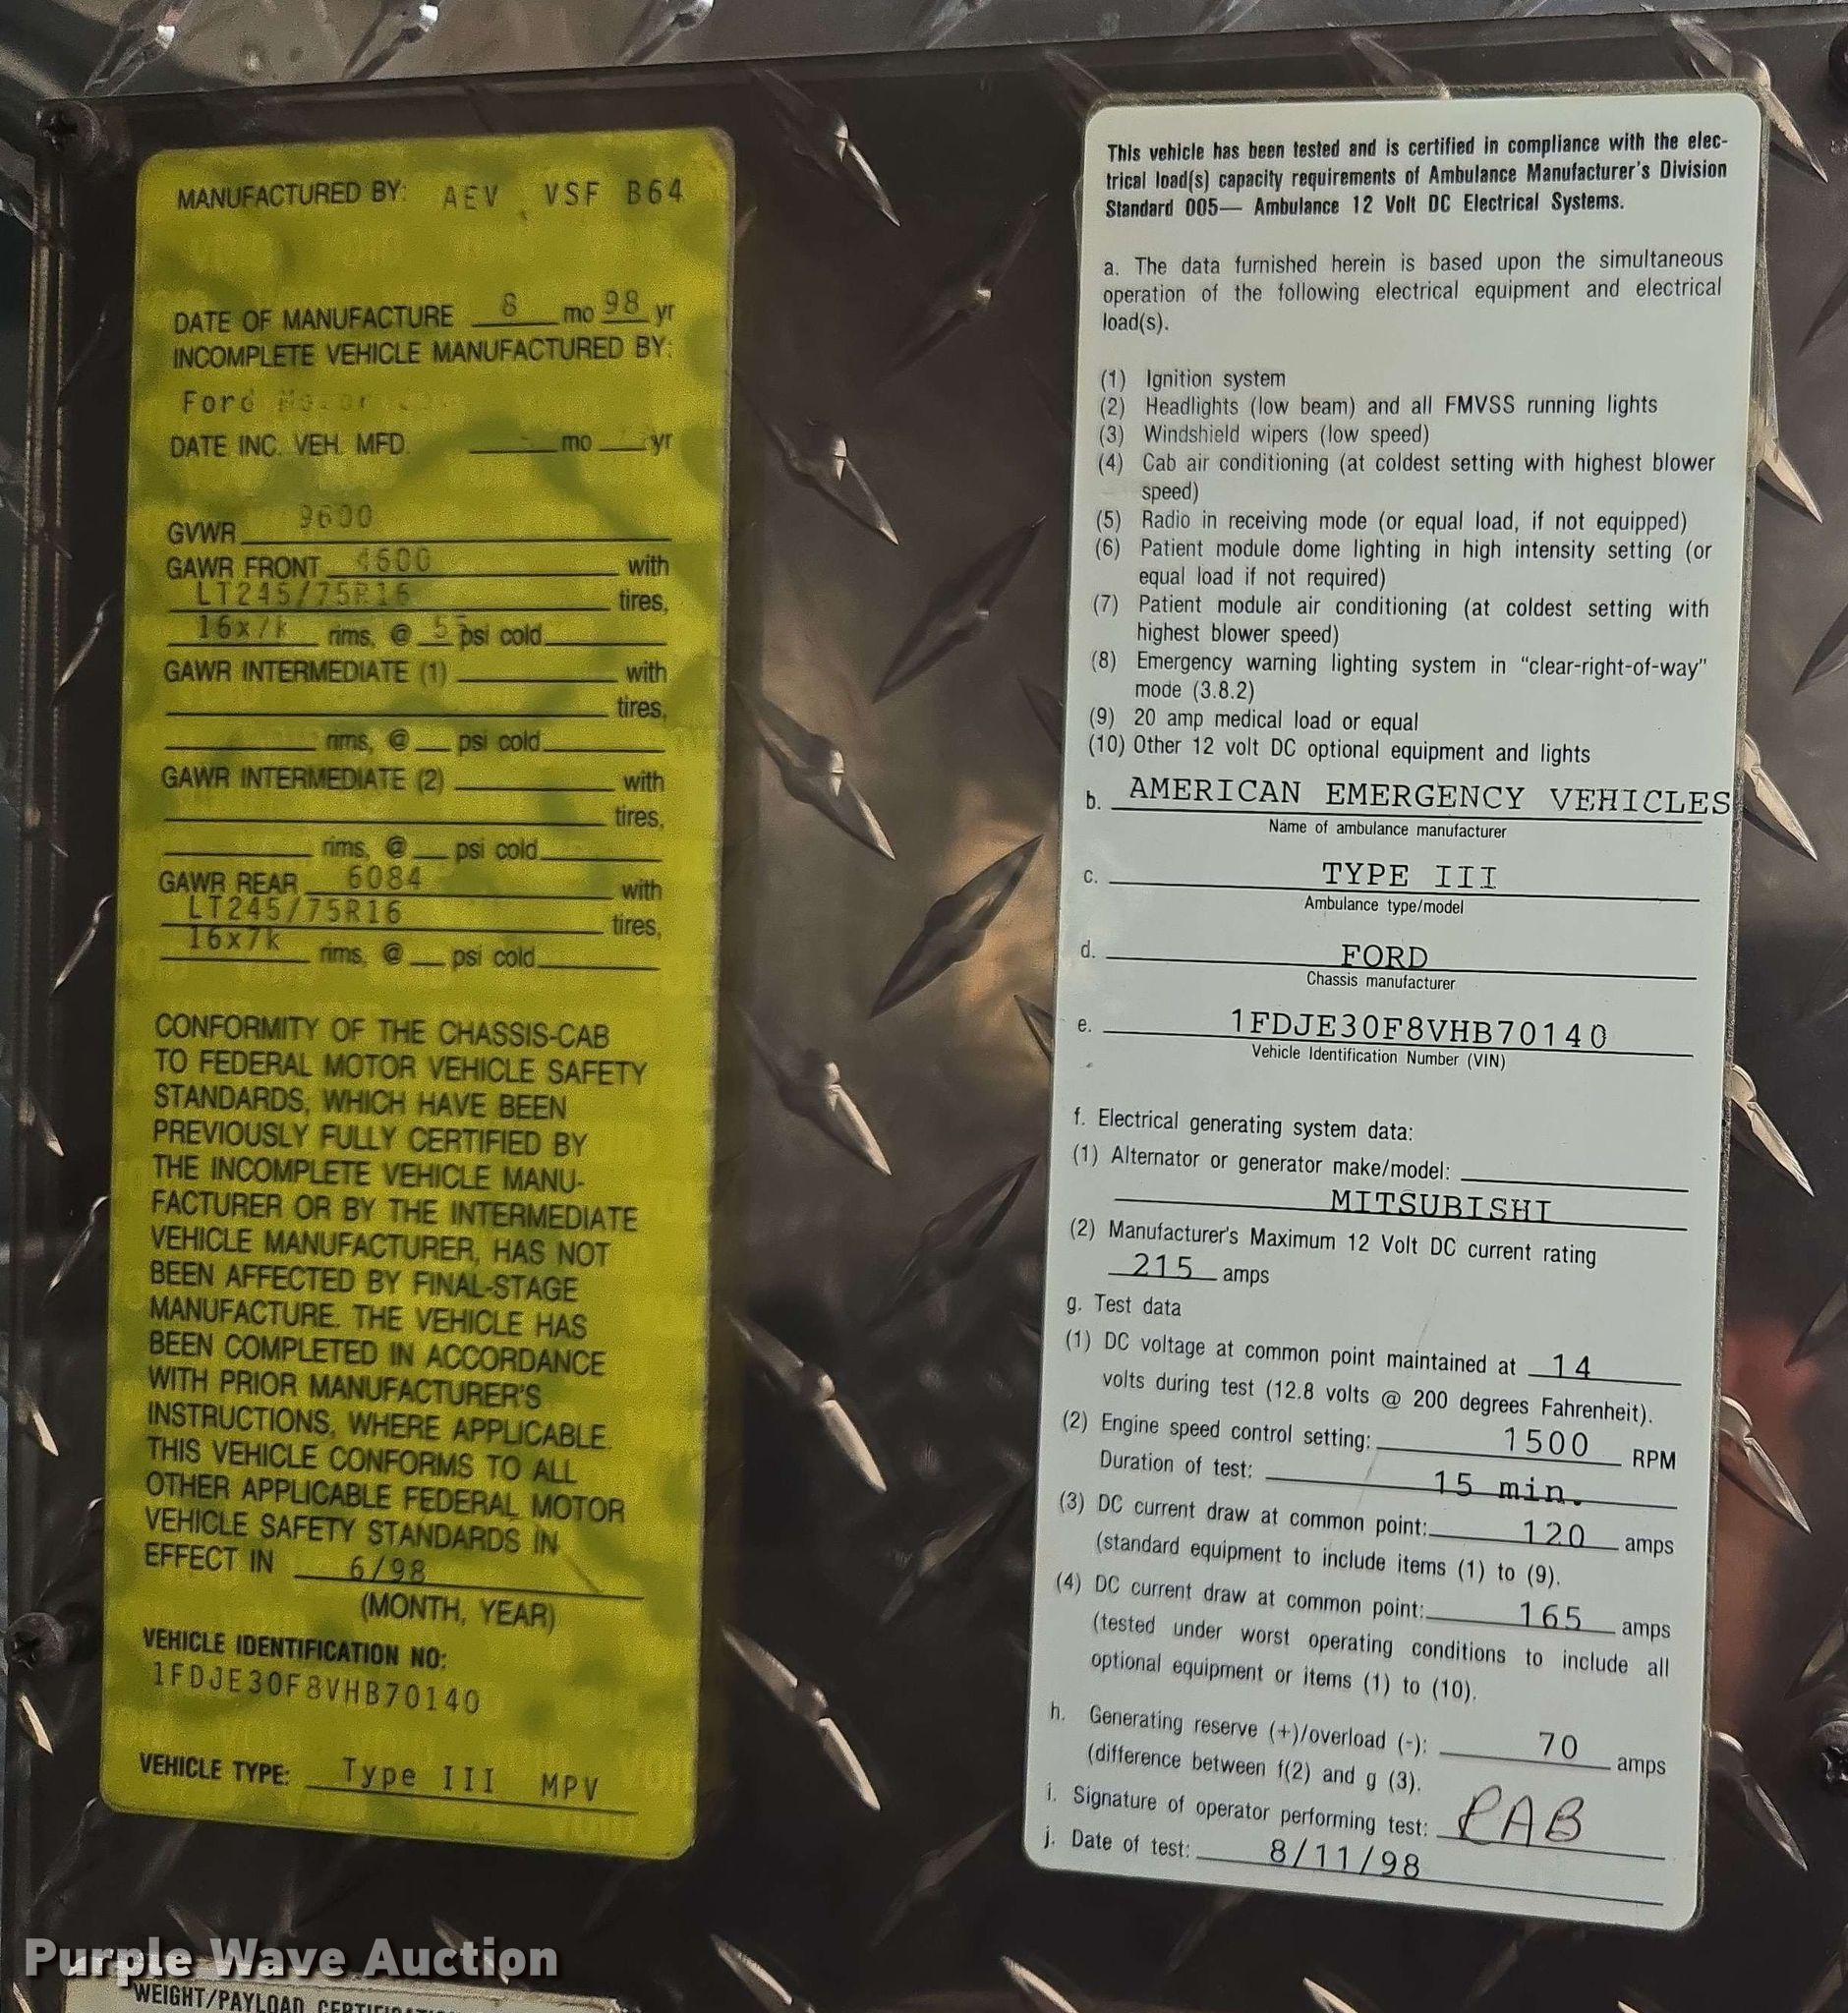 MANUFACTURED BY: AEV VSF B64
DATE OF MANUFACTURE 8 mo 98 yr
INCOMPLETE VEHICLE MANUFACTURED BY:
Ford Motor
DATE INC. VEH. MFD. mo yr
GVWR 9600
GAWR FRONT 4600 with
LT245/75R16 tires,
16x7k rims, @ psi cold
GAWR INTERMEDIATE (1) with
tires,
rims, @ psi cold
GAWR INTERMEDIATE (2) with
tires,
rims, @ psi cold
GAWR REAR 6084 with
LT245/75R16 tires,
16x7k rims, @ psi cold
CONFORMITY OF THE CHASSIS-CAB
TO FEDERAL MOTOR VEHICLE SAFETY
STANDARDS, WHICH HAVE BEEN
PREVIOUSLY FULLY CERTIFIED BY
THE INCOMPLETE VEHICLE MANU-
FACTURER OR BY THE INTERMEDIATE
VEHICLE MANUFACTURER, HAS NOT
BEEN AFFECTED BY FINAL-STAGE
MANUFACTURE. THE VEHICLE HAS
BEEN COMPLETED IN ACCORDANCE
WITH PRIOR MANUFACTURER'S
INSTRUCTIONS, WHERE APPLICABLE.
THIS VEHICLE CONFORMS TO ALL
OTHER APPLICABLE FEDERAL MOTOR
VEHICLE SAFETY STANDARDS IN
EFFECT IN 6/98
(MONTH, YEAR)
VEHICLE IDENTIFICATION NO:
1FDJE30F8VHB70140
VEHICLE TYPE: Type III MPV
This vehicle has been tested and is certified in compliance with the elec-
trical load(s) capacity requirements of Ambulance Manufacturer's Division
Standard 005— Ambulance 12 Volt DC Electrical Systems.
a. The data furnished herein is based upon the simultaneous
operation of the following electrical equipment and electrical
load(s).
(1) Ignition system
(2) Headlights (low beam) and all FMVSS running lights
(3) Windshield wipers (low speed)
(4) Cab air conditioning (at coldest setting with highest blower
speed)
(5) Radio in receiving mode (or equal load, if not equipped)
(6) Patient module dome lighting in high intensity setting (or
equal load if not required)
(7) Patient module air conditioning (at coldest setting with
highest blower speed)
(8) Emergency warning lighting system in “clear-right-of-way”
mode (3.8.2)
(9) 20 amp medical load or equal
(10) Other 12 volt DC optional equipment and lights
b. AMERICAN EMERGENCY VEHICLES
Name of ambulance manufacturer
c. TYPE III
Ambulance type/model
d. FORD
Chassis manufacturer
e. 1FDJE30F8VHB70140
Vehicle Identification Number (VIN)
f. Electrical generating system data:
(1) Alternator or generator make/model:
MITSUBISHI
(2) Manufacturer's Maximum 12 Volt DC current rating
215 amps
g. Test data
(1) DC voltage at common point maintained at 14
volts during test (12.8 volts @ 200 degrees Fahrenheit).
(2) Engine speed control setting: 1500 RPM
Duration of test: 15 min.
(3) DC current draw at common point: 120 amps
(standard equipment to include items (1) to (9).
(4) DC current draw at common point: 165 amps
(tested under worst operating conditions to include all
optional equipment or items (1) to (10).
h. Generating reserve (+)/overload (-): 70 amps
(difference between f(2) and g (3).
i. Signature of operator performing test: PAB
j. Date of test: 8/11/98
Purple Wave Auction
WEIGHT/PAYLOAD